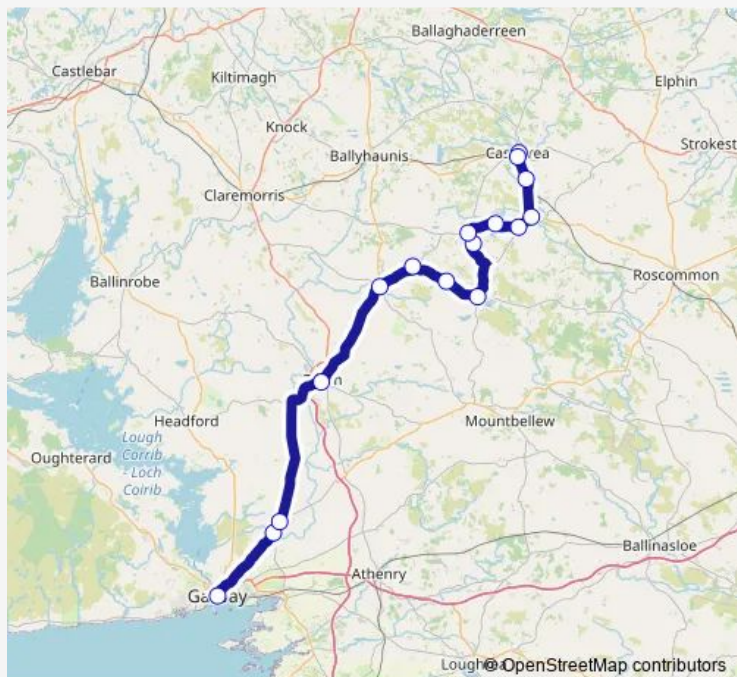 Ballaghaderreen
Castlebar
Kiltimagh
Elphin
Knock
Strokest
Ballyhaunis
Claremorris
Ballinrobe
Roscommon
Headford
Mountbellew
Lough
Corrib
- Loch
Coirib
Oughterard
Ballinasloe
Athenry
© OpenStreetMap contributors